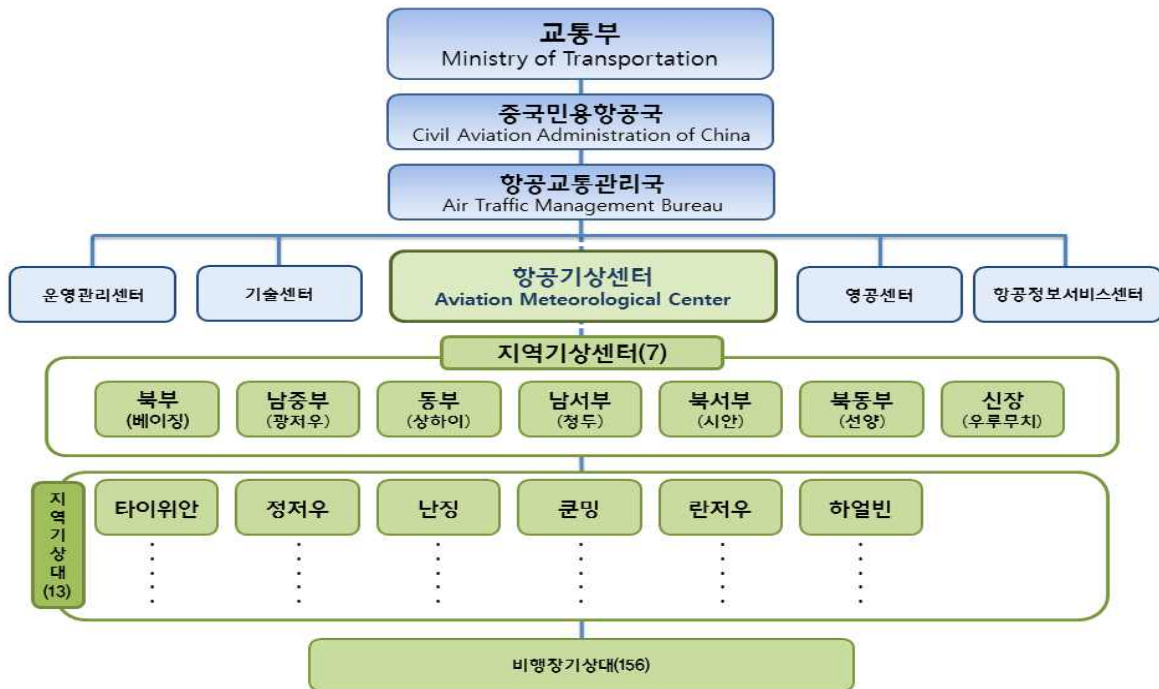 교통부
Ministry of Transportation
중국민용항공국
Civil Aviation Administration of China
항공교통관리국
Air Traffic Management Bureau
운영관리센터
기술센터
항공기상센터
Aviation Meteorological Center
영공센터
항공정보서비스센터
지역기상센터(7)
북부
(베이징)
남중부
(광저우)
동부
(상하이)
남서부
(청두)
북서부
(시안)
북동부
(선양)
신장
(우루무치)
지역기상대
(13)
타이위안
정저우
난징
쿤밍
란저우
하얼빈
비행장기상대(156)